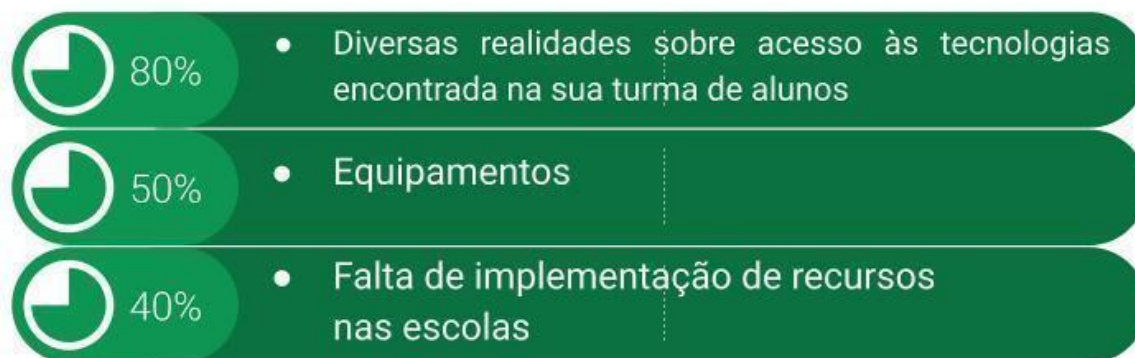 80%
• Diversas realidades sobre acesso às tecnologias
encontrada na sua turma de alunos
50%
• Equipamentos
40%
• Falta de implementação de recursos
nas escolas